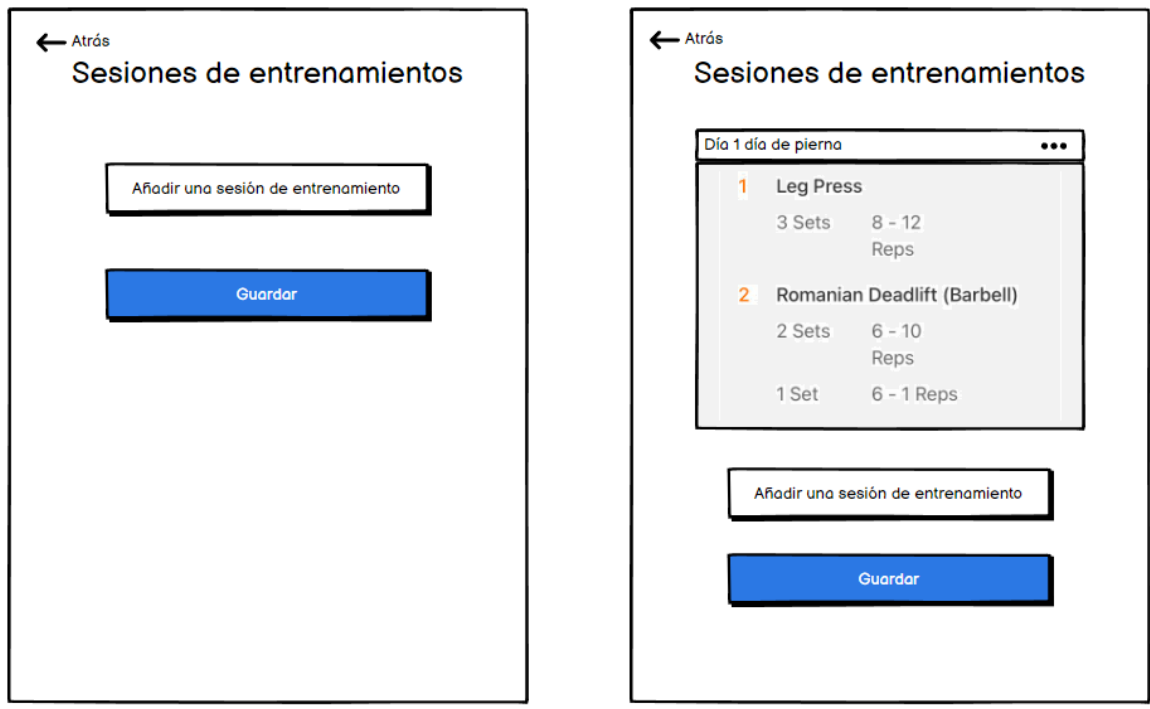 Atrás
Sesiones de entrenamientos
Añadir una sesión de entrenamiento
Guardar
Atrás
Sesiones de entrenamientos
Día 1 día de pierna
1 Leg Press
3 Sets 8 - 12
Reps
2 Romanian Deadlift (Barbell)
2 Sets 6 - 10
Reps
1 Set 6 - 1 Reps
Añadir una sesión de entrenamiento
Guardar